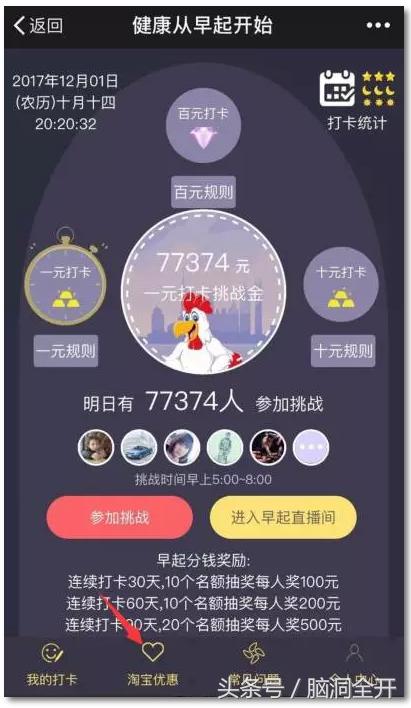 返回
健康从早起开始
2017年12月01日
(农历)十月十四
20:20:32
百元打卡
打卡统计
百元规则
一元打卡
77374 元
一元打卡挑战金
十元打卡
一元规则
十元规则
明日有 77374人 参加挑战
挑战时间早上5:00~8:00
参加挑战
进入早起直播间
早起分钱奖励:
连续打卡30天,10个名额抽奖每人奖100元
连续打卡60天,10个名额抽奖每人奖200元
连续打卡90天,20个名额抽奖每人奖500元
我的打卡
淘宝优惠
常见问题
个人中心
头条号 / 脑洞全开